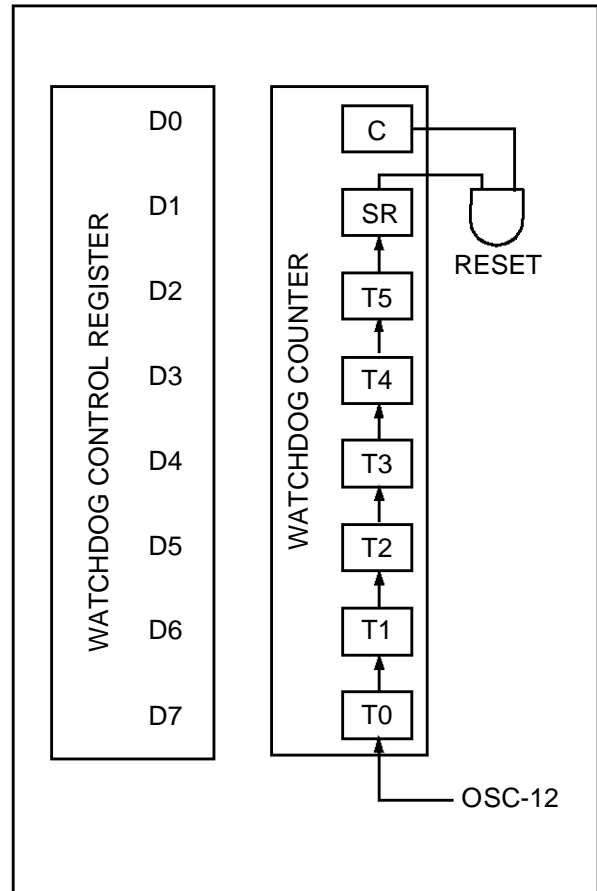 WATCHDOG CONTROL REGISTER
D0
D1
D2
D3
D4
D5
D6
D7
WATCHDOG COUNTER
C
SR
T5
T4
T3
T2
T1
T0
RESET
OSC-12